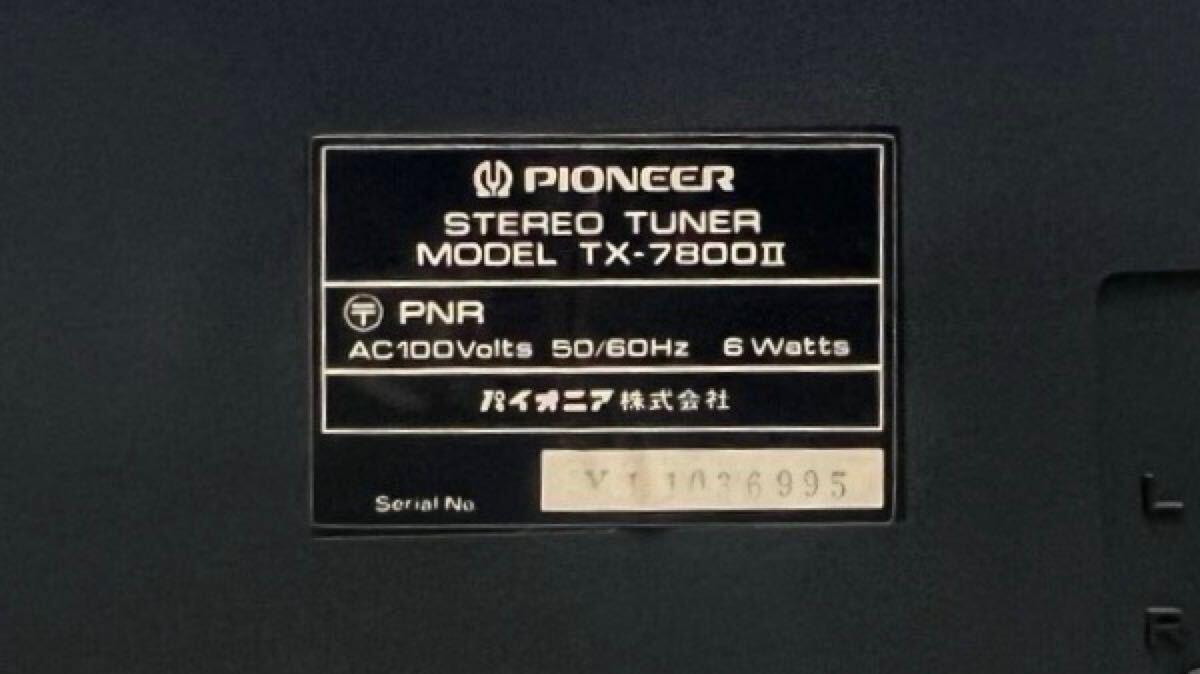 PIONEER
STEREO TUNER
MODEL TX-7800II
〒 PNR
AC100Volts 50/60Hz 6 Watts
パイオニア株式会社
Serial No.
L
R